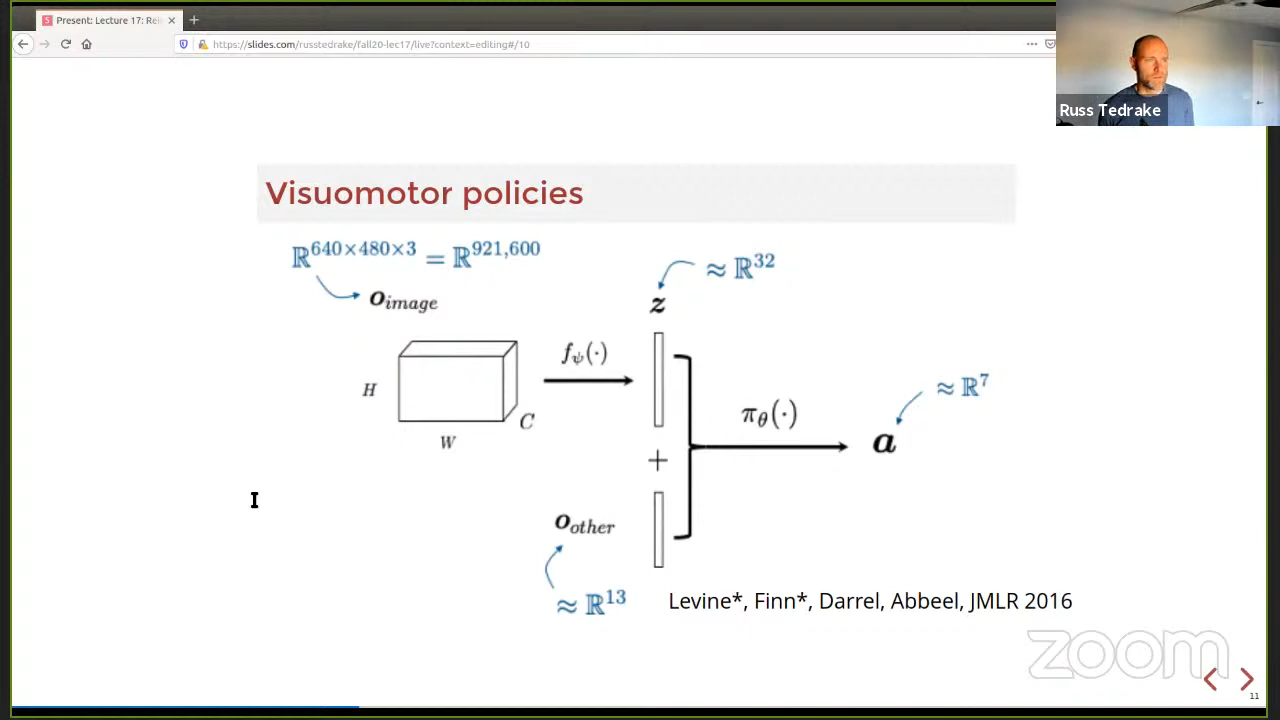 Present: Lecture 17: Rei
https://slides.com/russtedrake/fall20-lec17/live?context=editing#/10
Russ Tedrake
Visuomotor policies
ℝ^{640×480×3} = ℝ^{921,600}
≈ ℝ^{32}
o_{image}
z
f_ψ(·)
H
C
W
≈ ℝ^7
π_θ(·)
a
+
o_{other}
≈ ℝ^{13}
Levine*, Finn*, Darrel, Abbeel, JMLR 2016
zoom
11